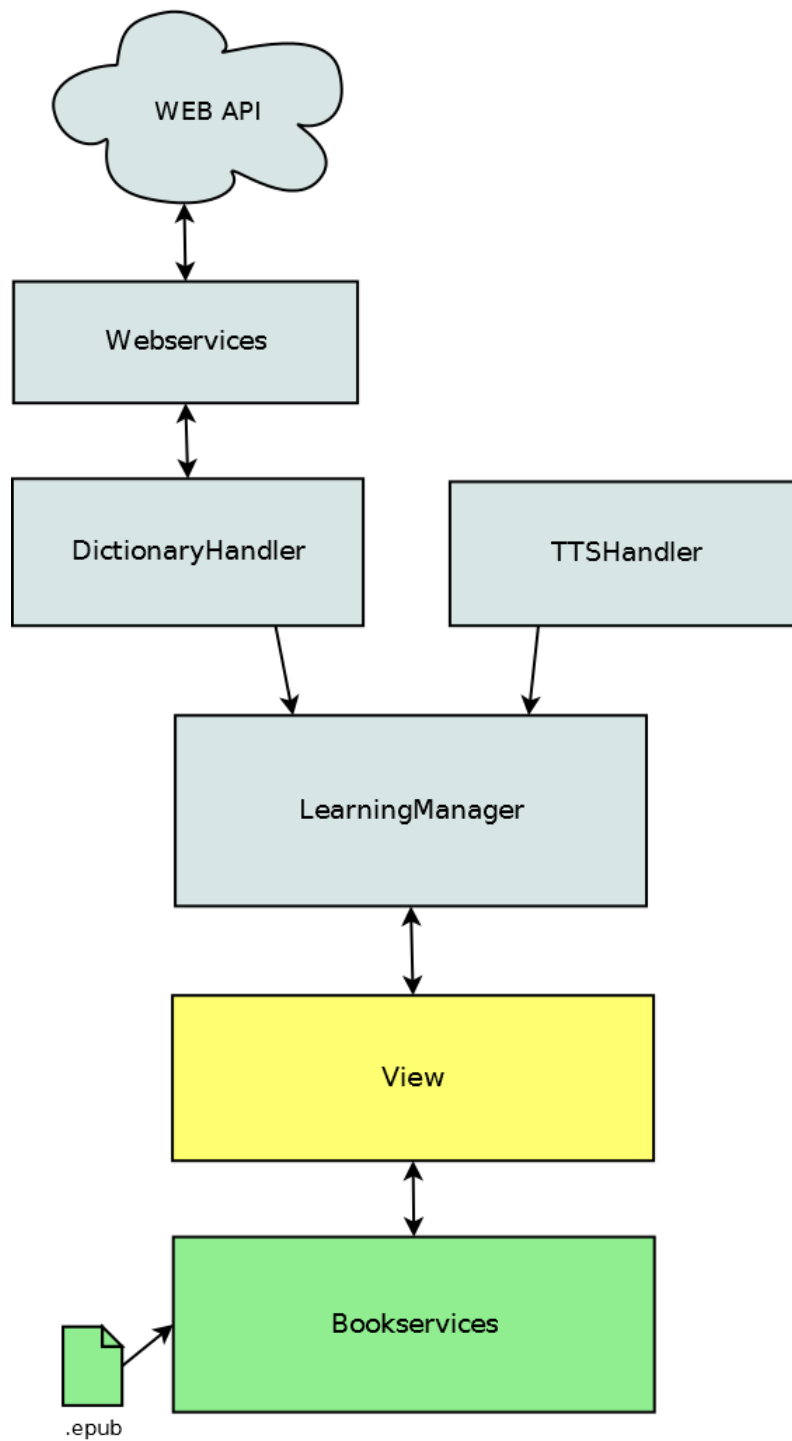 WEB API
Webservices
DictionaryHandler
TTSHandler
LearningManager
View
Bookservices
.epub